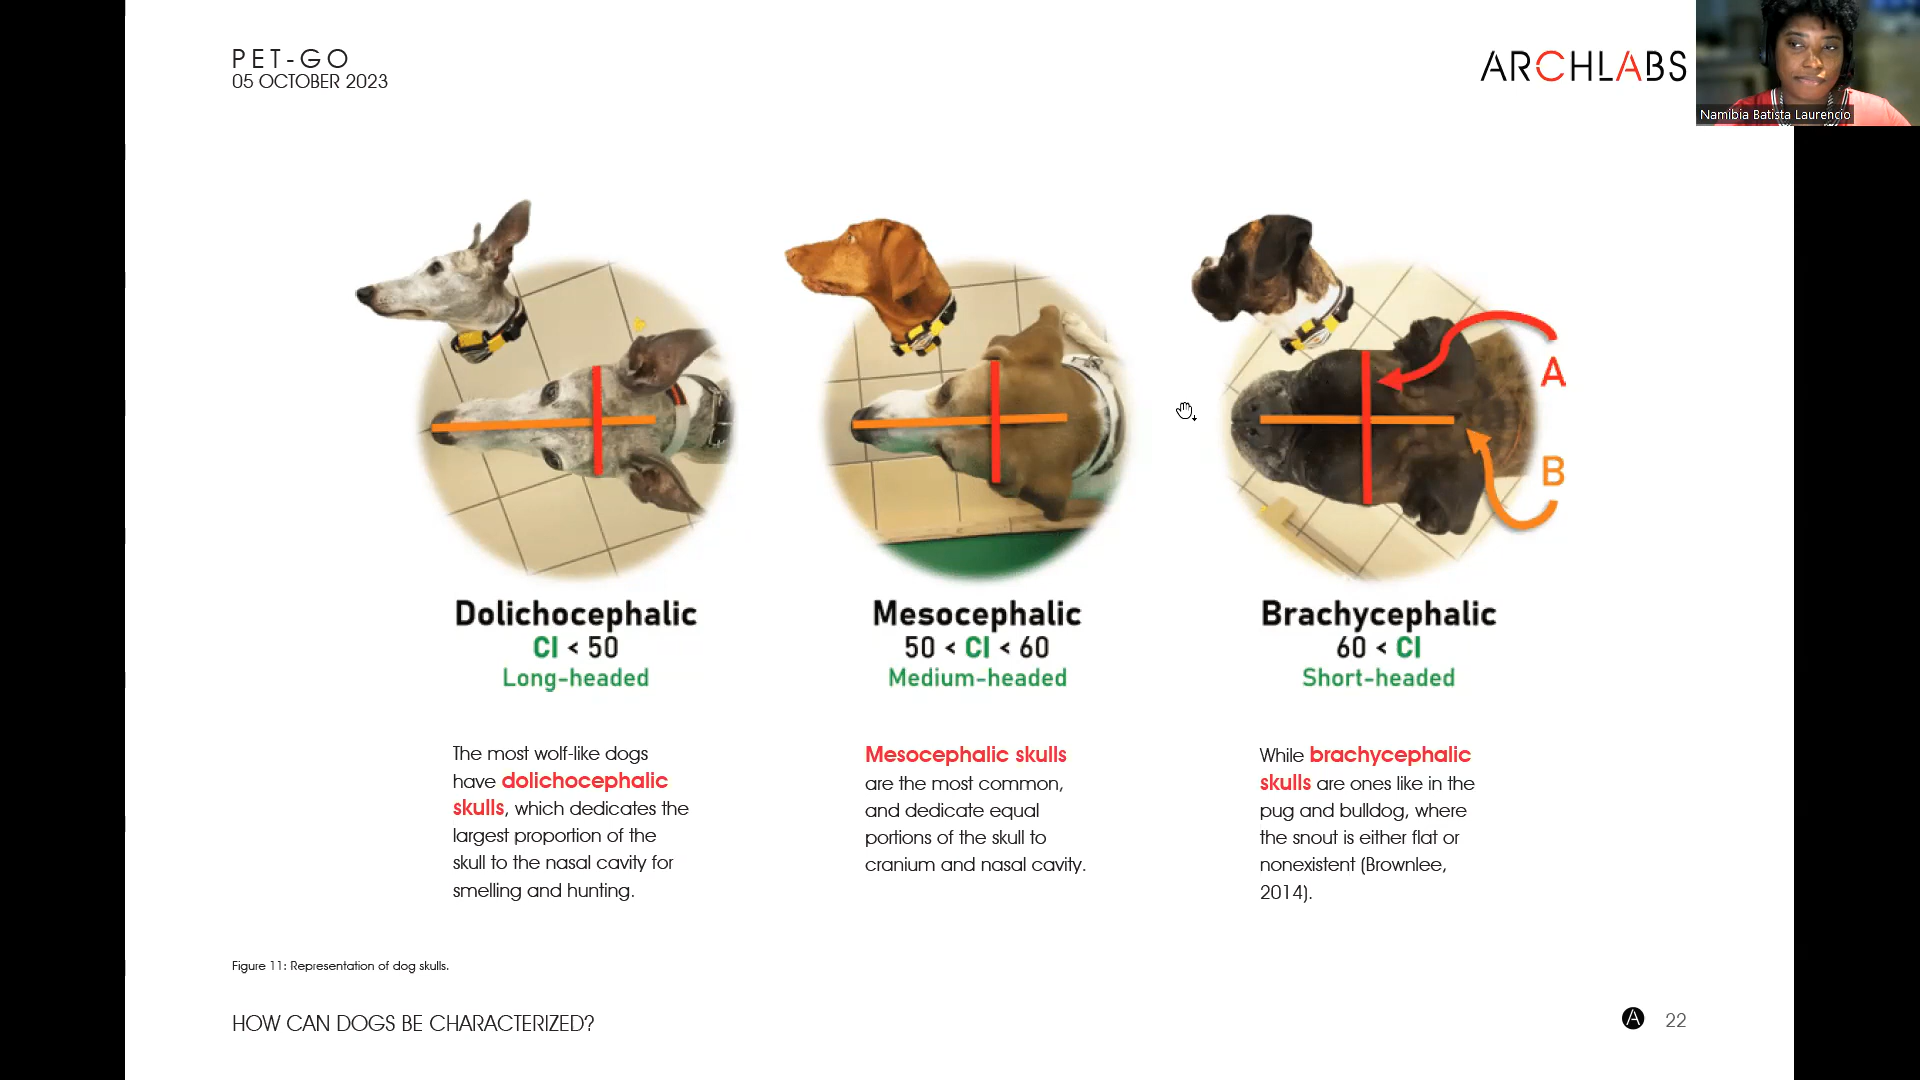 PET-GO
05 OCTOBER 2023
ARCHLABS
Namíbia Batista Laurencio
A
B
Dolichocephalic
CI < 50
Long-headed
Mesocephalic
50 < CI < 60
Medium-headed
Brachycephalic
60 < CI
Short-headed
The most wolf-like dogs
have dolichocephalic
skulls, which dedicates the
largest proportion of the
skull to the nasal cavity for
smelling and hunting.
Mesocephalic skulls
are the most common,
and dedicate equal
portions of the skull to
cranium and nasal cavity.
While brachycephalic
skulls are ones like in the
pug and bulldog, where
the snout is either flat or
nonexistent (Brownlee,
2014).
Figure 11: Representation of dog skulls.
HOW CAN DOGS BE CHARACTERIZED?
A
22